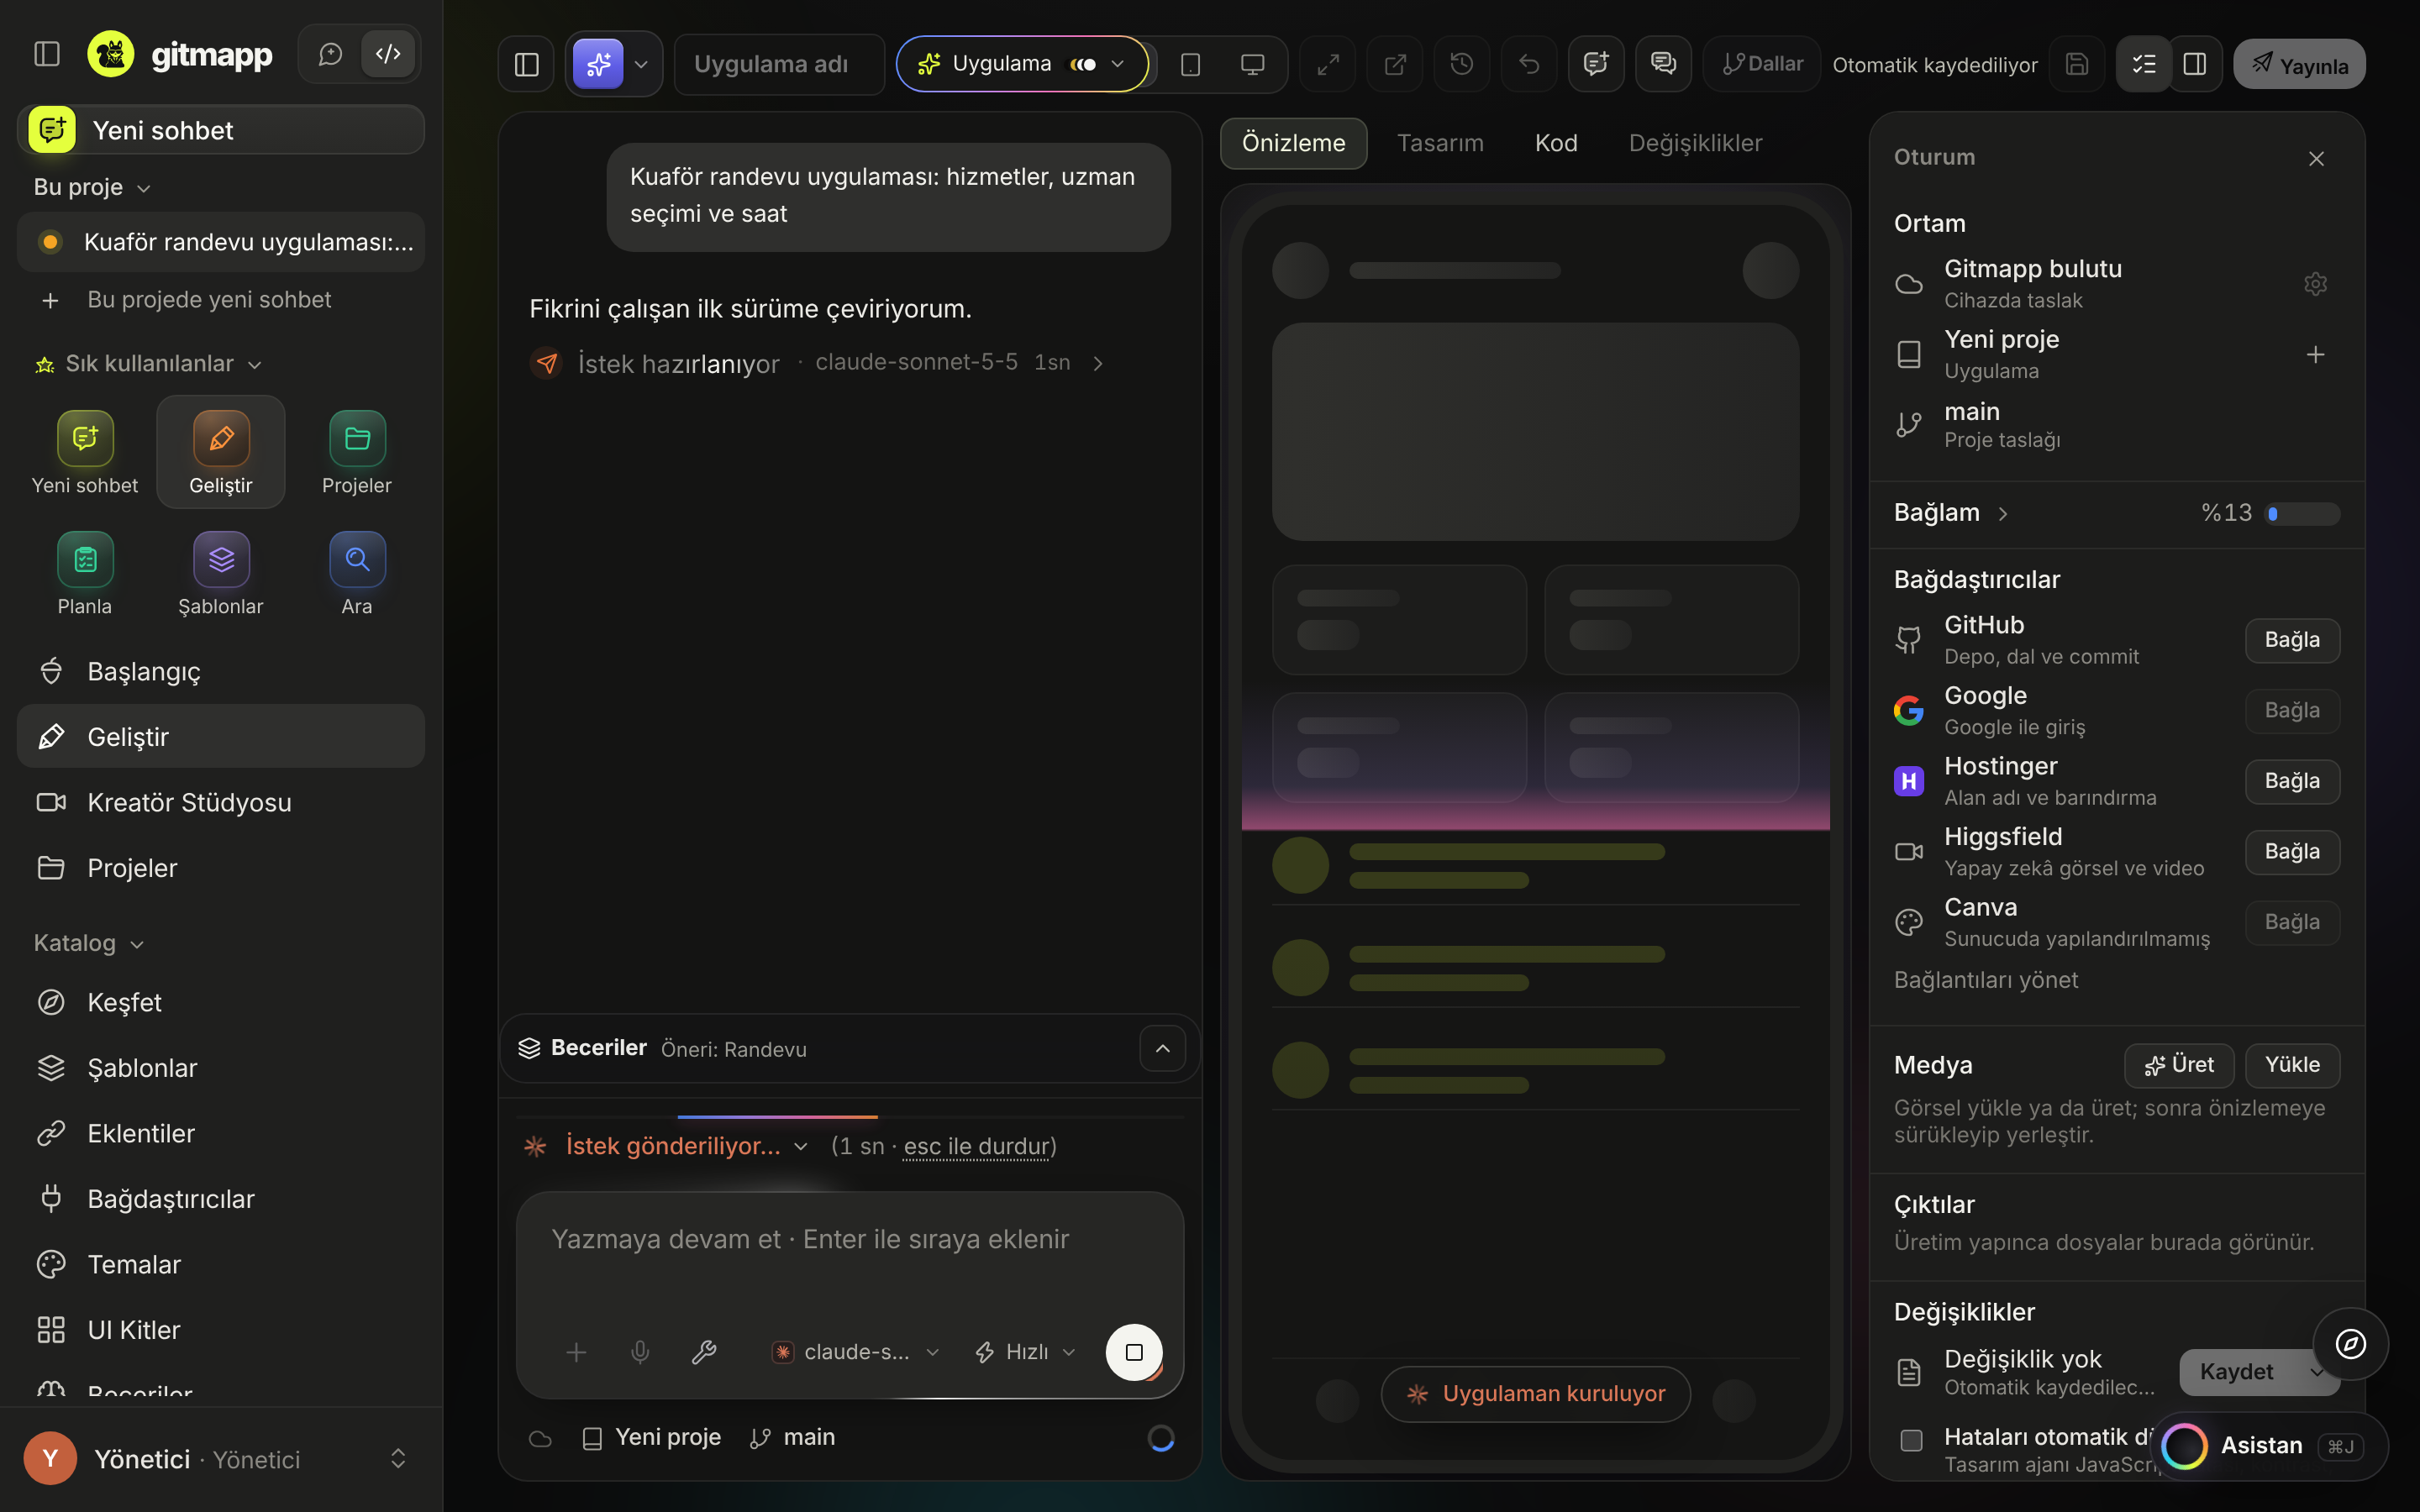 gitmapp
Yeni sohbet
Bu proje
Kuaför randevu uygulaması:...
Bu projede yeni sohbet
Sık kullanılanlar
Yeni sohbet
Geliştir
Projeler
Planla
Şablonlar
Ara
Başlangıç
Geliştir
Kreatör Stüdyosu
Projeler
Katalog
Keşfet
Şablonlar
Eklentiler
Bağdaştırıcılar
Temalar
UI Kitler
Beceriler
Y
Yönetici · Yönetici
Uygulama adı
Uygulama
Dallar
Otomatik kaydediliyor
Yayınla
Kuaför randevu uygulaması: hizmetler, uzman
seçimi ve saat
Fikrini çalışan ilk sürüme çeviriyorum.
İstek hazırlanıyor · claude-sonnet-5-5 1sn
Beceriler Öneri: Randevu
İstek gönderiliyor... (1 sn · esc ile durdur)
Yazmaya devam et · Enter ile sıraya eklenir
claude-s...
Hızlı
Yeni proje
main
Önizleme
Tasarım
Kod
Değişiklikler
Uygulaman kuruluyor
Oturum
Ortam
Gitmapp bulutu
Cihazda taslak
Yeni proje
Uygulama
main
Proje taslağı
Bağlam
%13
Bağdaştırıcılar
GitHub
Depo, dal ve commit
Bağla
Google
Google ile giriş
Bağla
H
Hostinger
Alan adı ve barındırma
Bağla
Higgsfield
Yapay zekâ görsel ve video
Bağla
Canva
Sunucuda yapılandırılmamış
Bağla
Bağlantıları yönet
Medya
Üret
Yükle
Görsel yükle ya da üret; sonra önizlemeye
sürükleyip yerleştir.
Çıktılar
Üretim yapınca dosyalar burada görünür.
Değişiklikler
Değişiklik yok
Otomatik kaydedilec...
Kaydet
Hataları otomatik
Tasarım ajanı
Asistan ⌘J